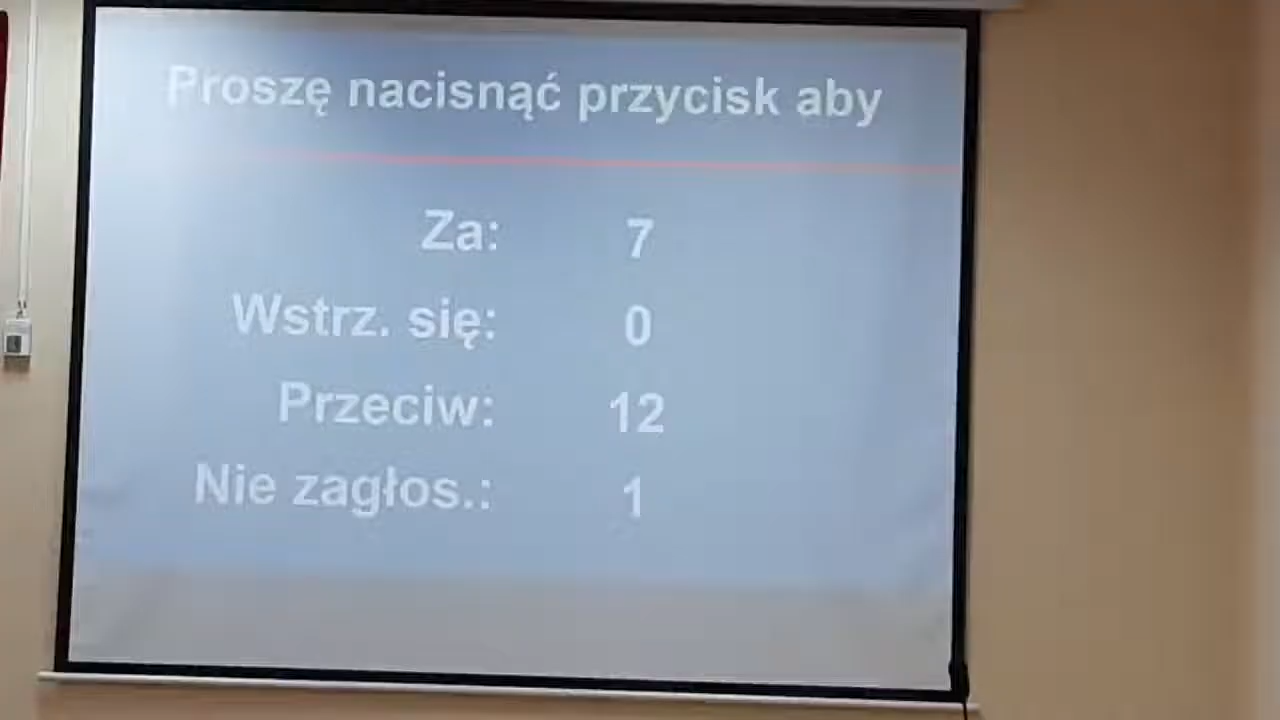 Proszę nacisnąć przycisk aby
Za: 7
Wstrz. się: 0
Przeciw: 12
Nie zagłos.: 1